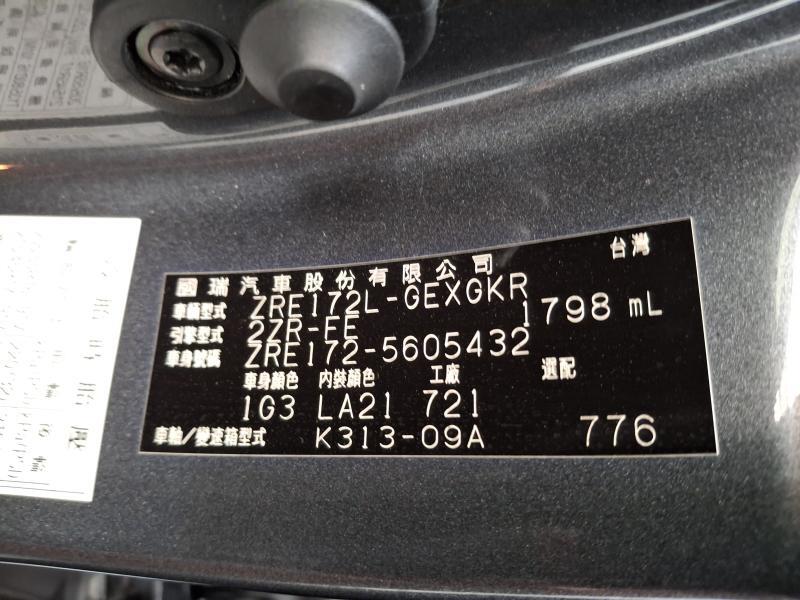 台灣
國瑞汽車股份有限公司
車輛型式 ZRE172L-GEXGKR
引擎型式 2ZR-FE 1798 mL
車身號碼 ZRE172-5605432
車身顏色 內裝顏色 工廠 選配
1G3 LA21 721
車軸/變速箱型式 K313-09A 776